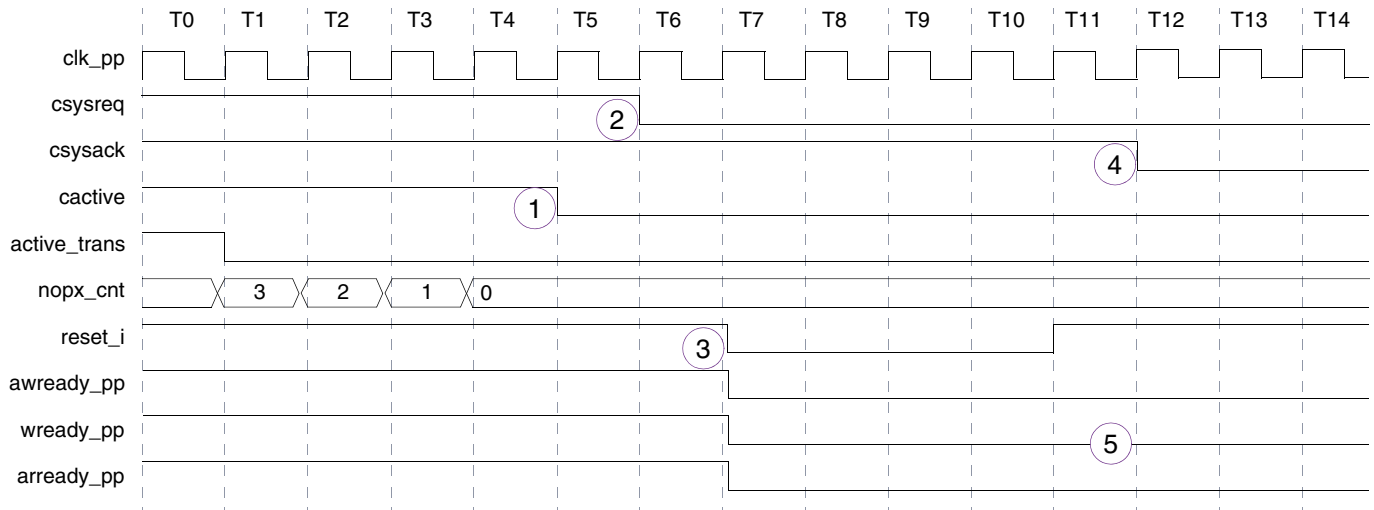 T0 T1 T2 T3 T4 T5 T6 T7 T8 T9 T10 T11 T12 T13 T14
clk_pp
csysreq 2
csysack 4
cactive 1
active_trans
nopx_cnt 3 2 1 0
reset_i 3
awready_pp
wready_pp 5
arready_pp